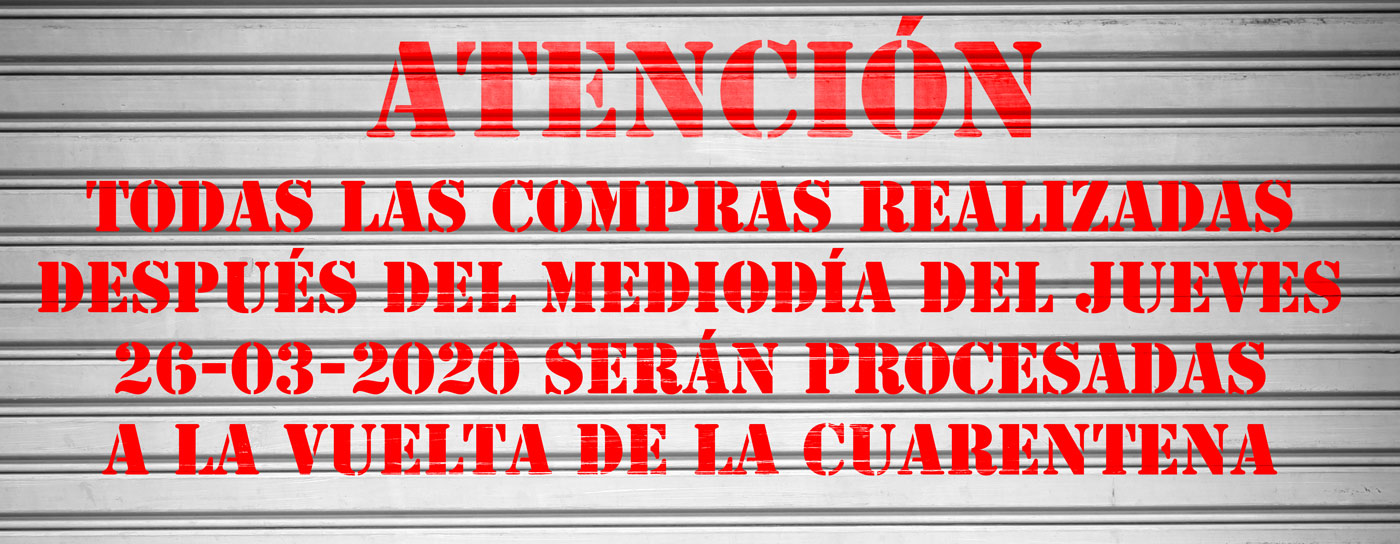 ATENCIÓN
TODAS LAS COMPRAS REALIZADAS
DESPUÉS DEL MEDIODÍA DEL JUEVES
26-03-2020 SERÁN PROCESADAS
A LA VUELTA DE LA CUARENTENA